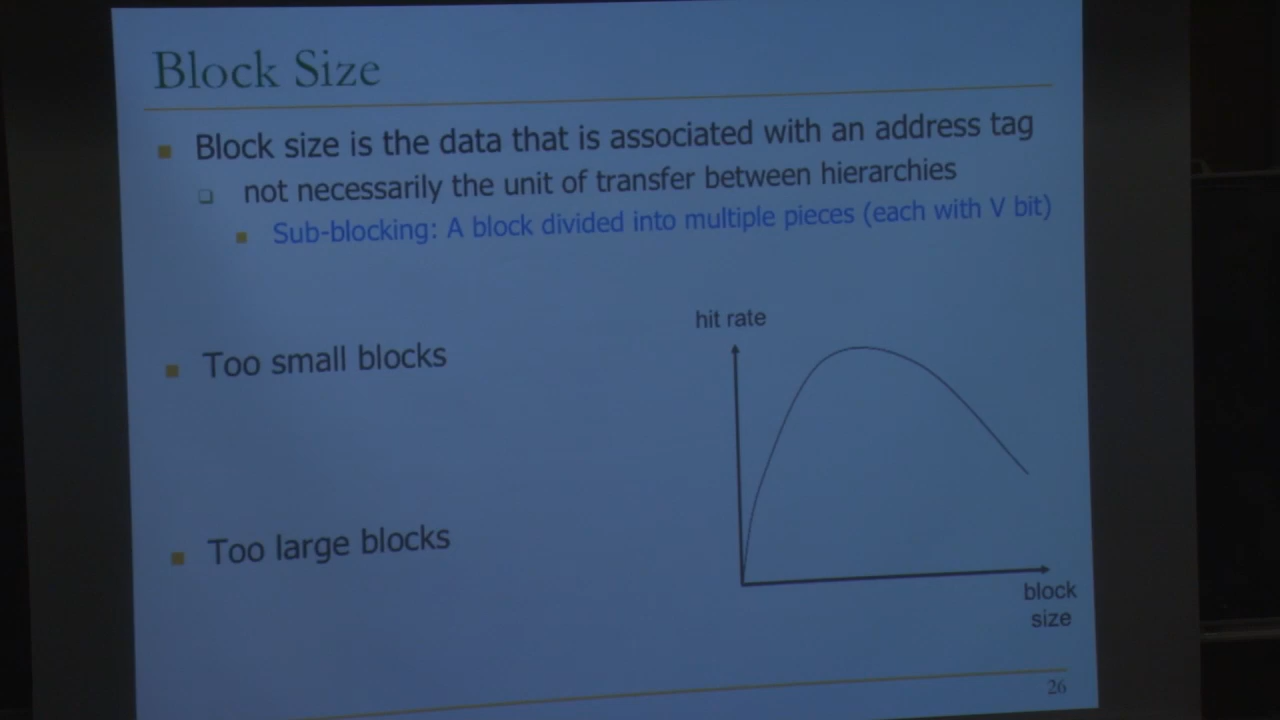 Block Size
Block size is the data that is associated with an address tag
not necessarily the unit of transfer between hierarchies
Sub-blocking: A block divided into multiple pieces (each with V bit)
hit rate
Too small blocks
Too large blocks
block
size
26